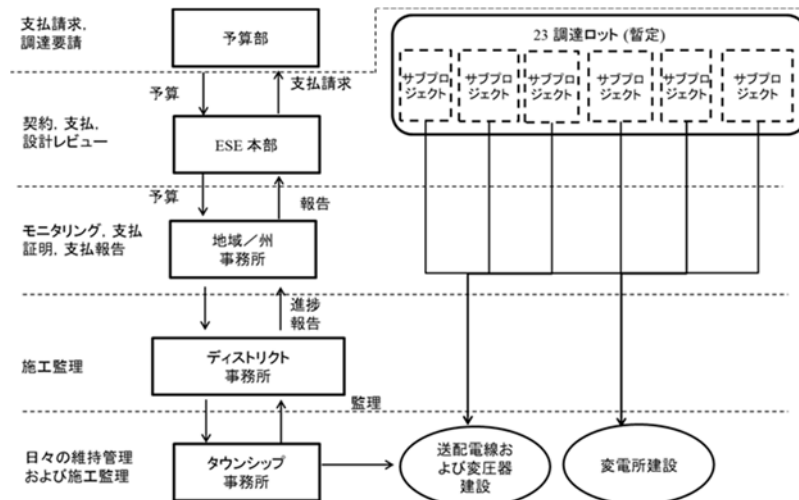 支払請求,
調達要請
予算部
23 調達ロット (暫定)
サブプロ
ジェクト
サブプロ
ジェクト
サブプロ
ジェクト
サブプロ
ジェクト
サブプロ
ジェクト
サブプロ
ジェクト
予算
支払請求
契約, 支払,
設計レビュー
ESE 本部
予算
報告
モニタリング, 支払
証明, 支払報告
地域／州
事務所
進捗
報告
施工監理
ディストリクト
事務所
監理
日々の維持管理
および施工監理
タウンシップ
事務所
送配電線お
よび変圧器
建設
変電所建設